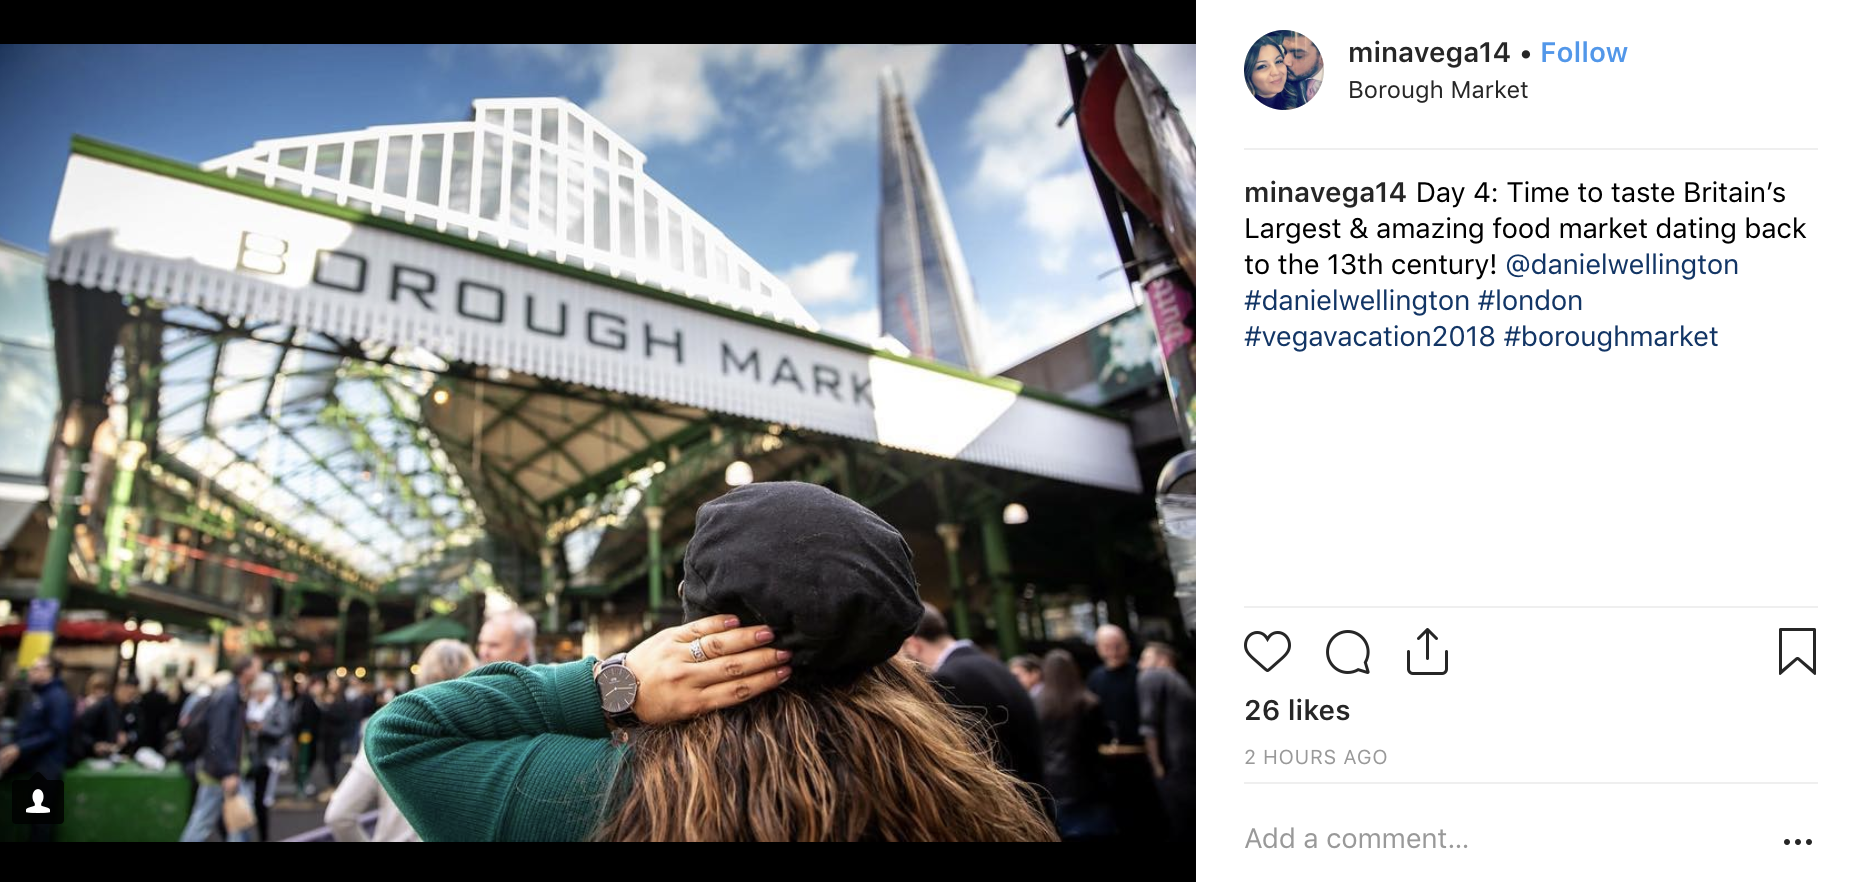 BOROUGH MARK
minavega14 • Follow
Borough Market
minavega14 Day 4: Time to taste Britain’s
Largest & amazing food market dating back
to the 13th century! @danielwellington
#danielwellington #london
#vegavacation2018 #boroughmarket
26 likes
2 HOURS AGO
Add a comment...